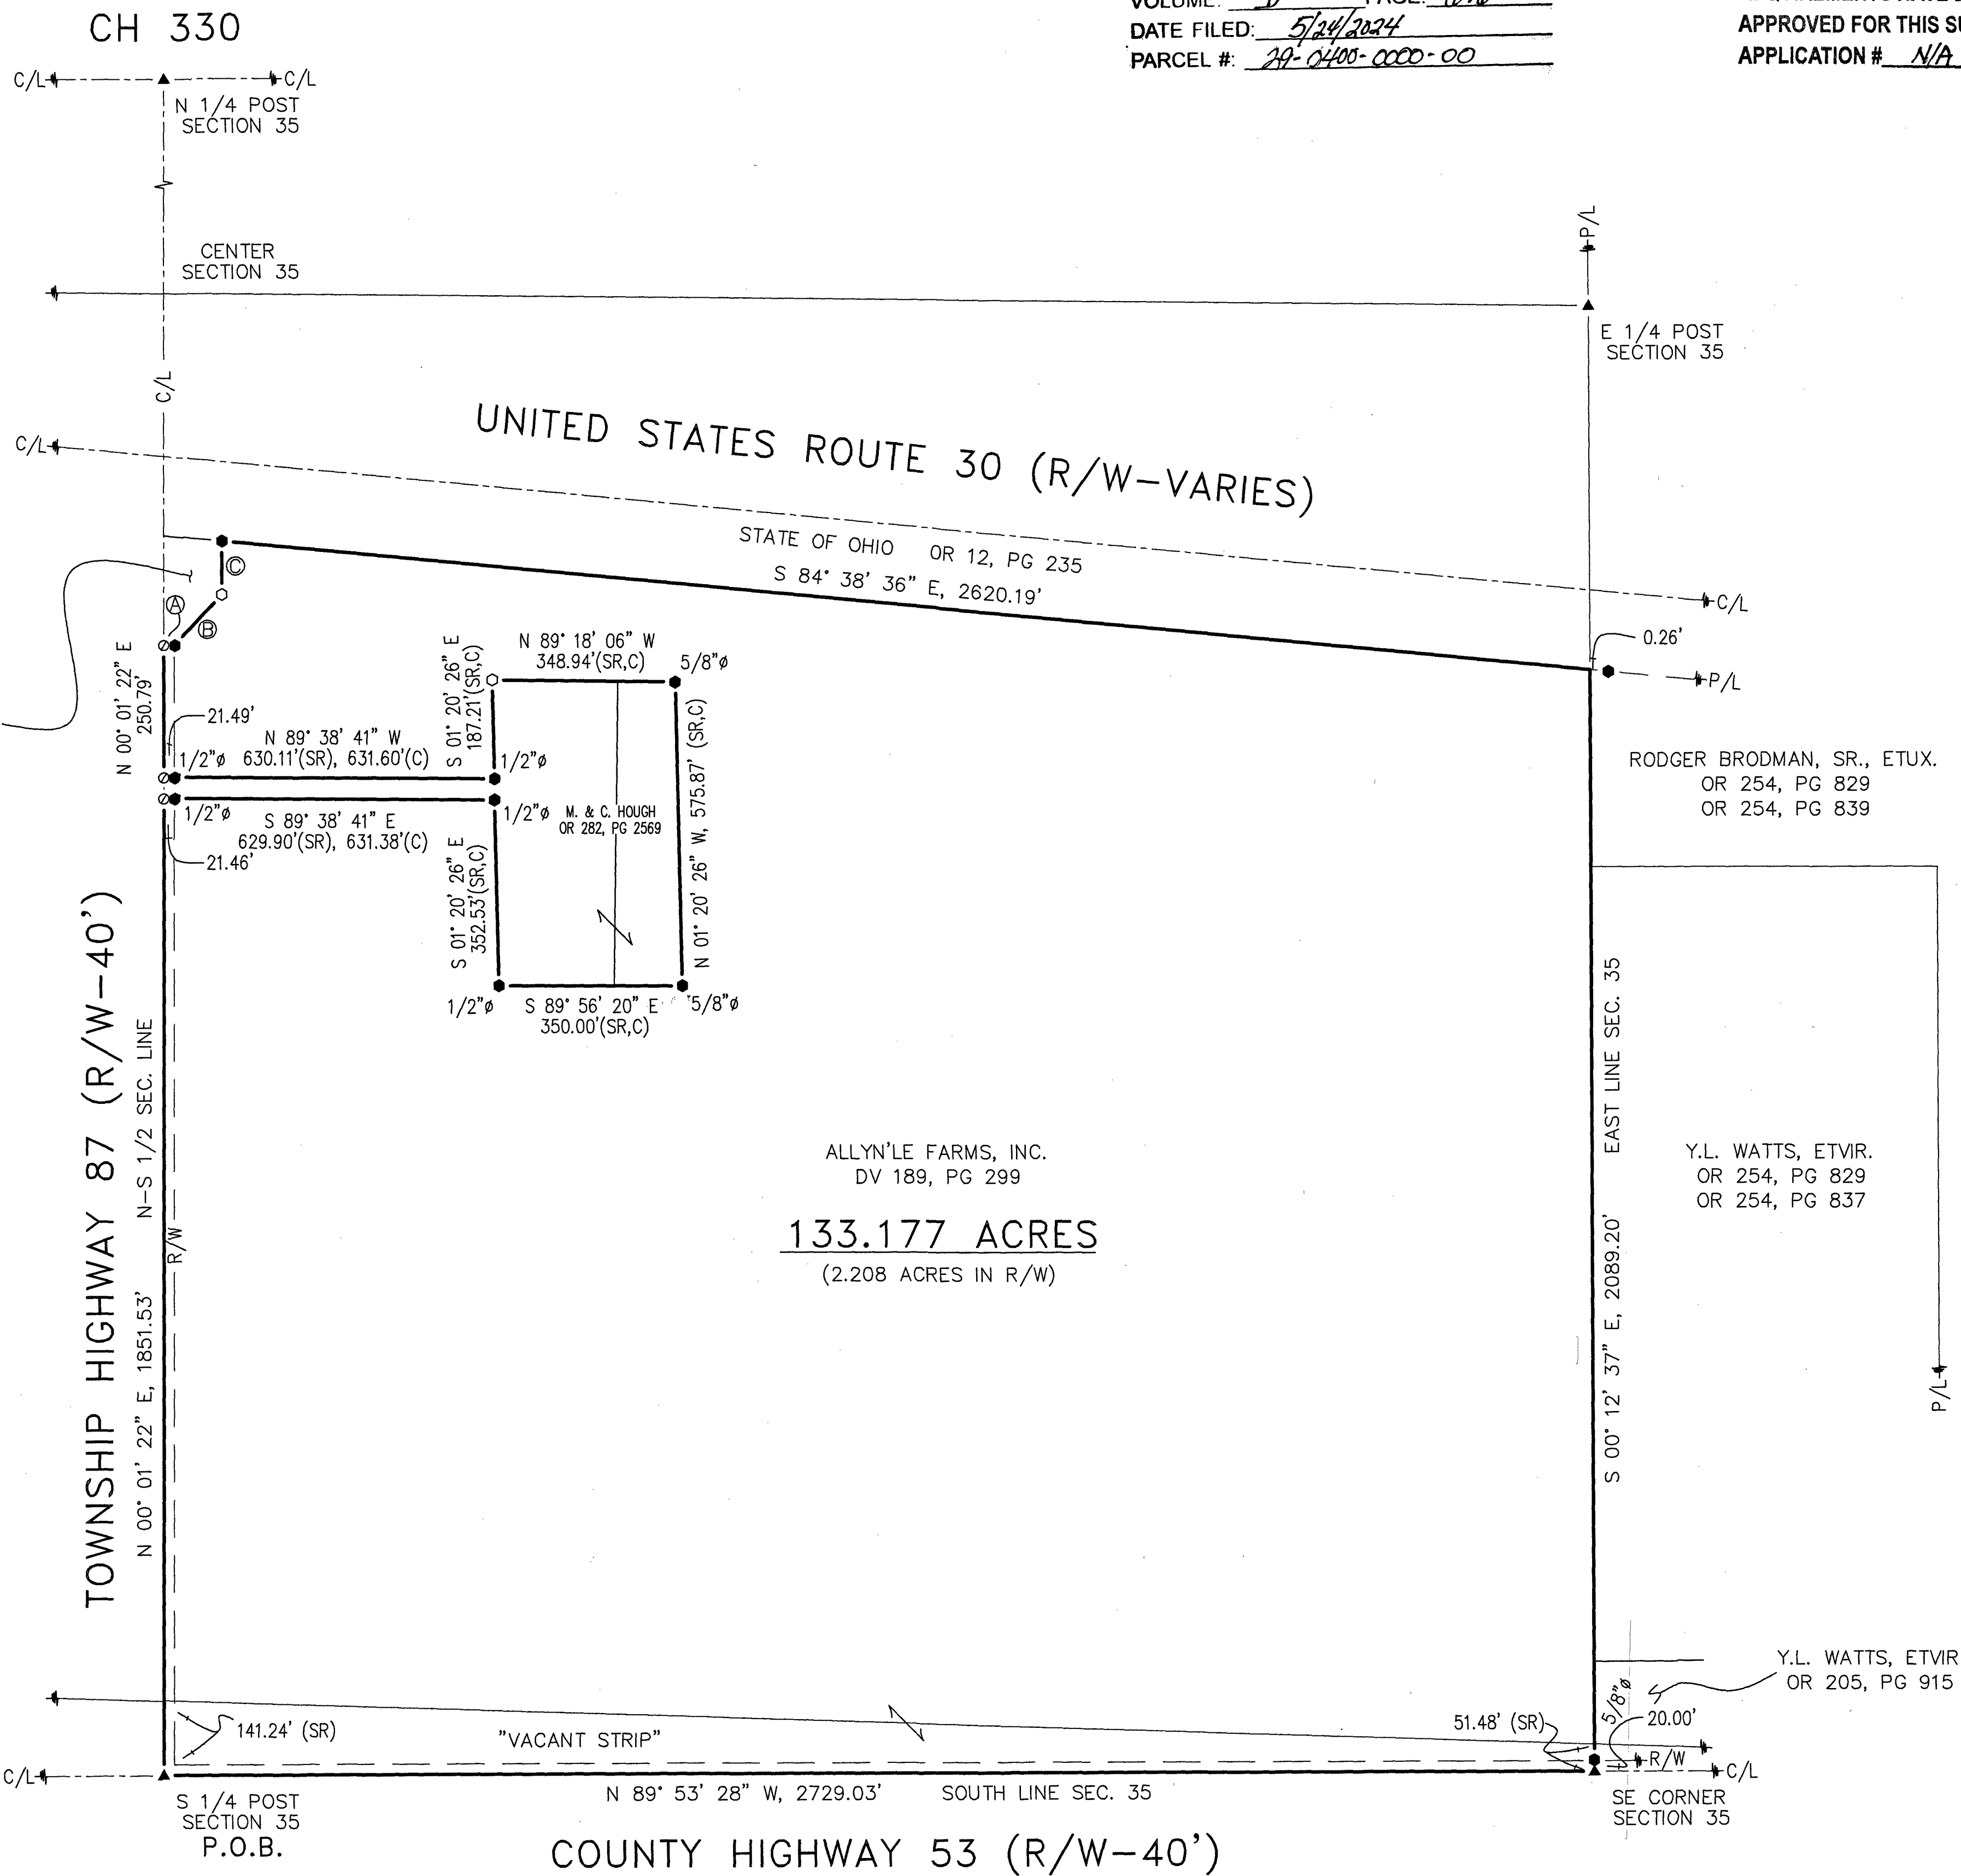 CH 330
VOLUME: D PAGE:
DATE FILED: 5/24/2024
PARCEL #: 29-0400-0000-00
APPROVED FOR THIS
APPLICATION # N/A
C/L
C/L
N 1/4 POST
SECTION 35
CENTER
SECTION 35
P/L
E 1/4 POST
SECTION 35
C/L
C/L
UNITED STATES ROUTE 30 (R/W-VARIES)
STATE OF OHIO OR 12, PG 235
S 84° 38' 36" E, 2620.19'
C/L
0.26'
P/L
C
A
B
N 00° 01' 22" E
250.79'
21.49'
N 89° 38' 41" W
630.11'(SR), 631.60'(C)
1/2"ø
S 01° 20' 26" E
187.21'(SR,C)
N 89° 18' 06" W
348.94'(SR,C)
5/8"ø
1/2"ø
1/2"ø
S 89° 38' 41" E
629.90'(SR), 631.38'(C)
21.46'
1/2"ø
M. & C. HOUGH
OR 282, PG 2569
N 01° 20' 26" W, 575.87' (SR,C)
S 01° 20' 26" E
352.53'(SR,C)
1/2"ø
S 89° 56' 20" E
350.00'(SR,C)
5/8"ø
RODGER BRODMAN, SR., ETUX.
OR 254, PG 829
OR 254, PG 839
TOWNSHIP HIGHWAY 87 (R/W-40')
N 00° 01' 22" E, 1851.53' N-S 1/2 SEC. LINE
R/W
ALLYN'LE FARMS, INC.
DV 189, PG 299
133.177 ACRES
(2.208 ACRES IN R/W)
S 00° 12' 37" E, 2089.20' EAST LINE SEC. 35
Y.L. WATTS, ETVIR.
OR 254, PG 829
OR 254, PG 837
P/L
Y.L. WATTS, ETVIR
OR 205, PG 915
5/8"ø
20.00'
141.24' (SR)
"VACANT STRIP"
51.48' (SR)
R/W
C/L
C/L
N 89° 53' 28" W, 2729.03' SOUTH LINE SEC. 35
S 1/4 POST
SECTION 35
P.O.B.
SE CORNER
SECTION 35
COUNTY HIGHWAY 53 (R/W-40')